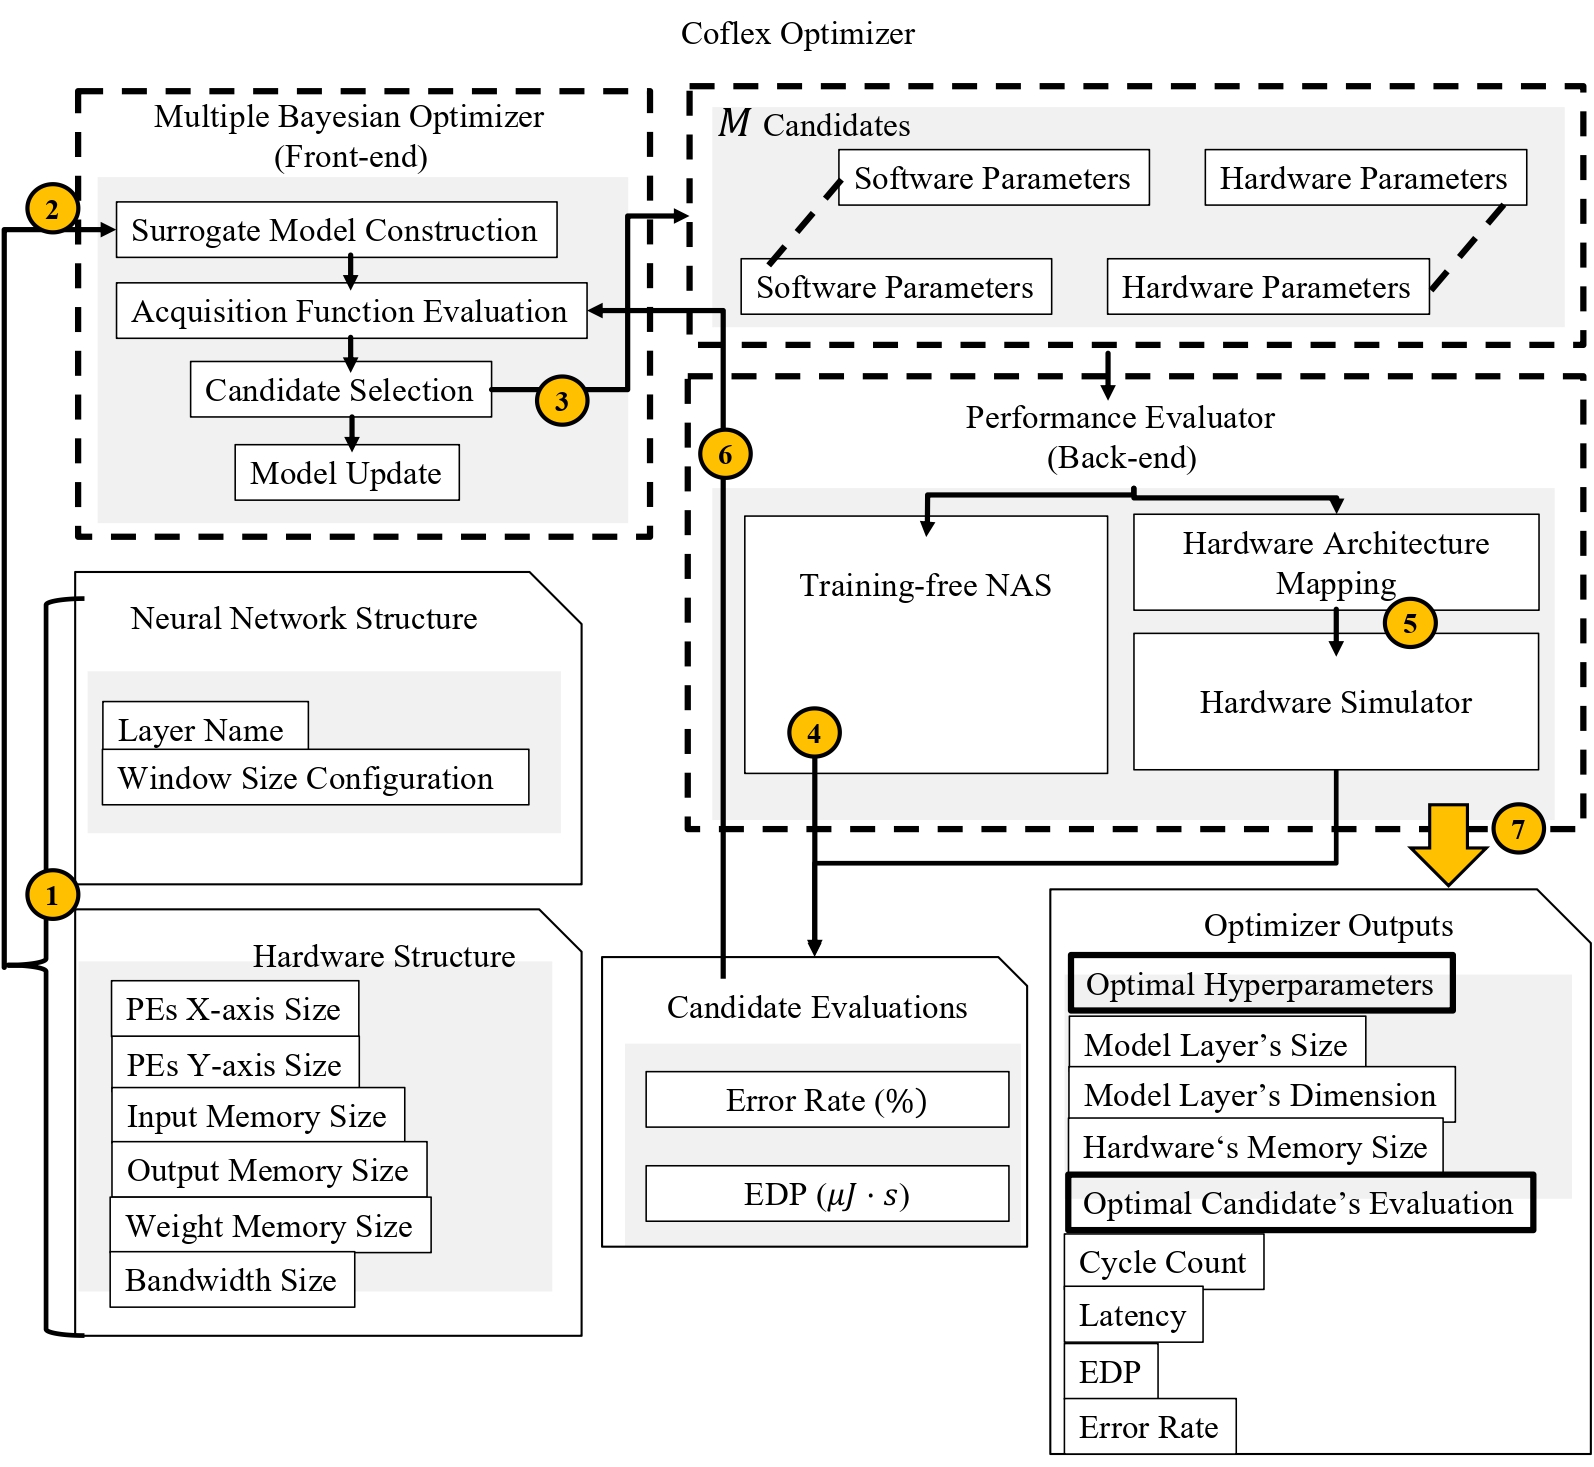 Coflex Optimizer
Multiple Bayesian Optimizer
(Front-end)
2
Surrogate Model Construction
Acquisition Function Evaluation
Candidate Selection
3
Model Update
M Candidates
Software Parameters
Hardware Parameters
Software Parameters
Hardware Parameters
Performance Evaluator
(Back-end)
6
Training-free NAS
4
Hardware Architecture
Mapping
5
Hardware Simulator
7
Neural Network Structure
Layer Name
Window Size Configuration
1
Hardware Structure
PEs X-axis Size
PEs Y-axis Size
Input Memory Size
Output Memory Size
Weight Memory Size
Bandwidth Size
Candidate Evaluations
Error Rate (%)
EDP (μJ · s)
Optimizer Outputs
Optimal Hyperparameters
Model Layer’s Size
Model Layer’s Dimension
Hardware‘s Memory Size
Optimal Candidate’s Evaluation
Cycle Count
Latency
EDP
Error Rate